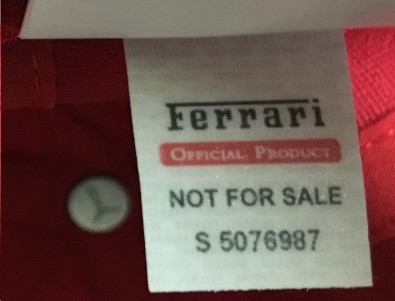 Ferrari
OFFICIAL PRODUCT
NOT FOR SALE
S 5076987